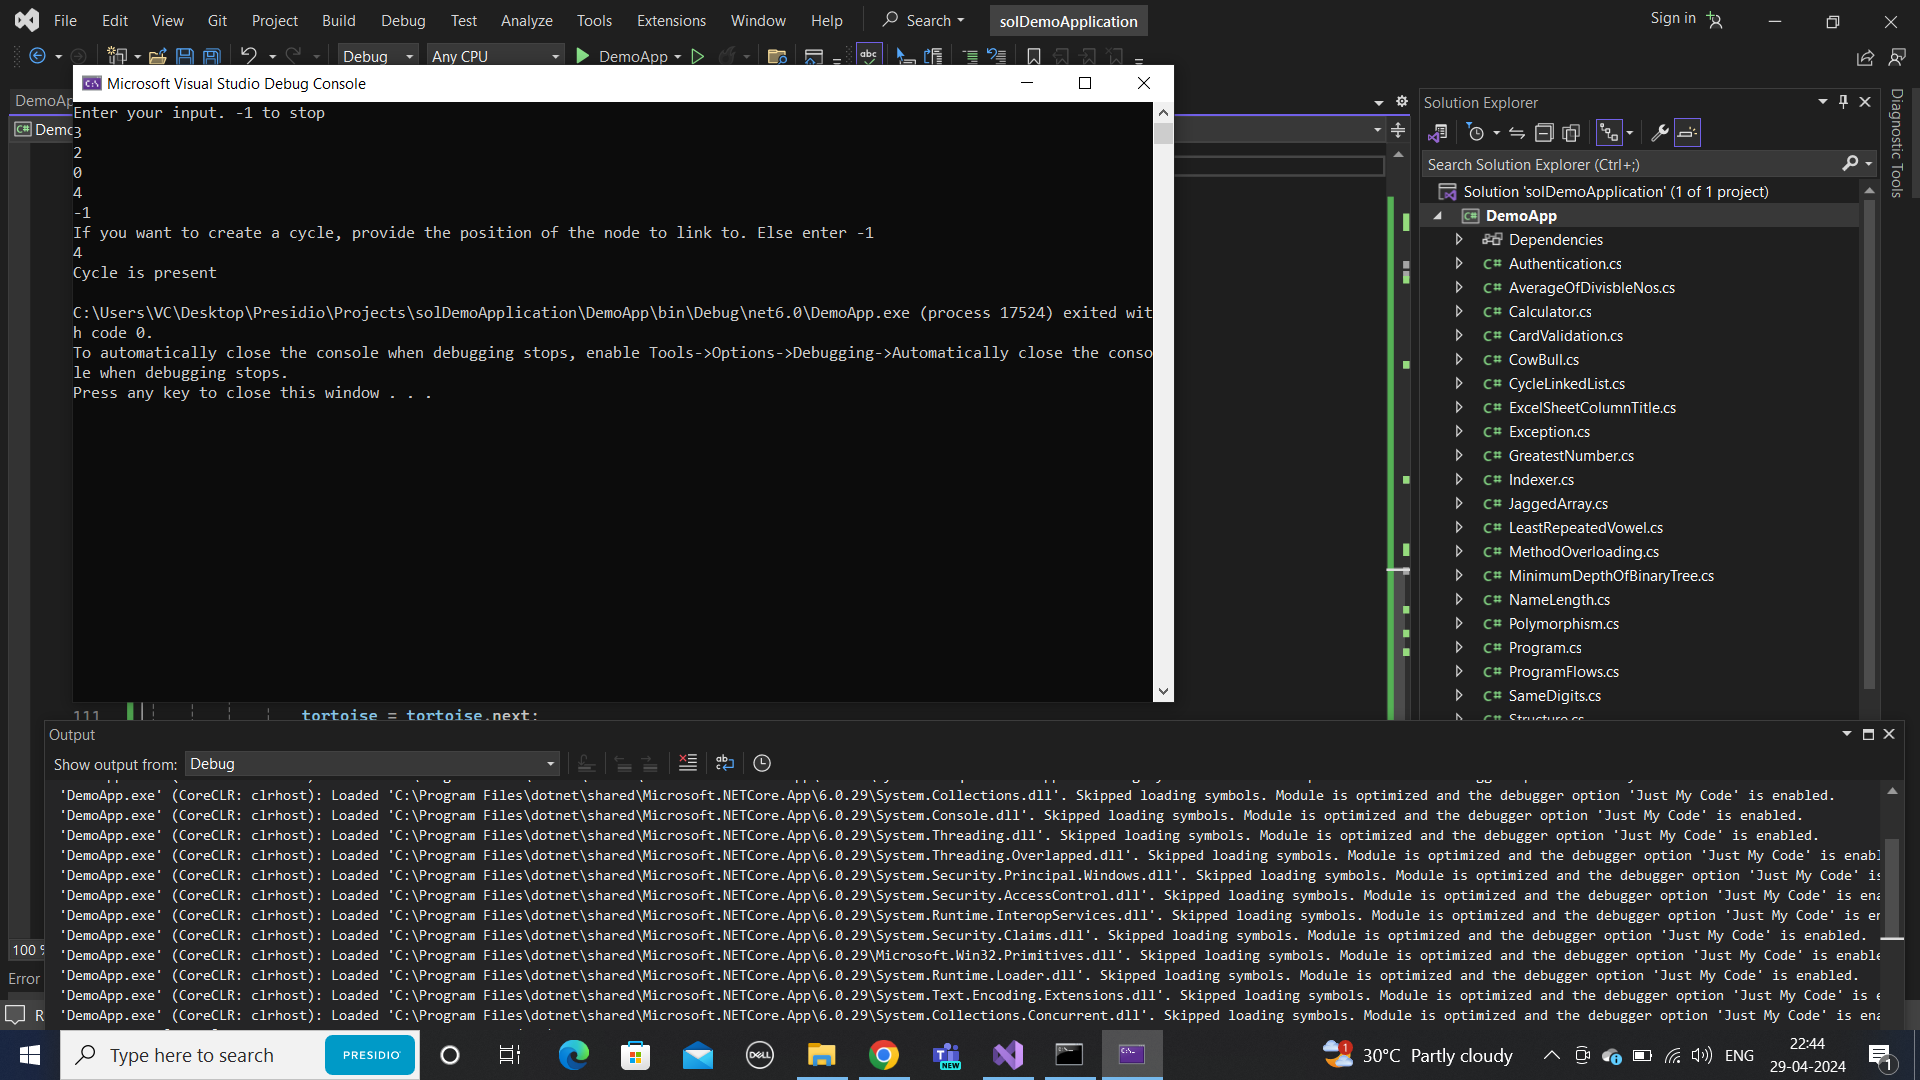 File Edit View Git Project Build Debug Test Analyze Tools Extensions Window Help Search solDemoApplication Sign in
Debug Any CPU DemoApp
Microsoft Visual Studio Debug Console
Enter your input. -1 to stop
3
2
0
4
-1
If you want to create a cycle, provide the position of the node to link to. Else enter -1
4
Cycle is present
C:\Users\VC\Desktop\Presidio\Projects\solDemoApplication\DemoApp\bin\Debug\net6.0\DemoApp.exe (process 17524) exited wit
h code 0.
To automatically close the console when debugging stops, enable Tools->Options->Debugging->Automatically close the conso
le when debugging stops.
Press any key to close this window . . .
111 tortoise = tortoise.next;
Solution Explorer
Search Solution Explorer (Ctrl+;)
Solution 'solDemoApplication' (1 of 1 project)
DemoApp
Dependencies
C# Authentication.cs
C# AverageOfDivisbleNos.cs
C# Calculator.cs
C# CardValidation.cs
C# CowBull.cs
C# CycleLinkedList.cs
C# ExcelSheetColumnTitle.cs
C# Exception.cs
C# GreatestNumber.cs
C# Indexer.cs
C# JaggedArray.cs
C# LeastRepeatedVowel.cs
C# MethodOverloading.cs
C# MinimumDepthOfBinaryTree.cs
C# NameLength.cs
C# Polymorphism.cs
C# Program.cs
C# ProgramFlows.cs
C# SameDigits.cs
C# Structure.cs
Diagnostic Tools
Output
Show output from: Debug
'DemoApp.exe' (CoreCLR: clrhost): Loaded 'C:\Program Files\dotnet\shared\Microsoft.NETCore.App\6.0.29\System.Collections.dll'. Skipped loading symbols. Module is optimized and the debugger option 'Just My Code' is enabled.
'DemoApp.exe' (CoreCLR: clrhost): Loaded 'C:\Program Files\dotnet\shared\Microsoft.NETCore.App\6.0.29\System.Console.dll'. Skipped loading symbols. Module is optimized and the debugger option 'Just My Code' is enabled.
'DemoApp.exe' (CoreCLR: clrhost): Loaded 'C:\Program Files\dotnet\shared\Microsoft.NETCore.App\6.0.29\System.Threading.dll'. Skipped loading symbols. Module is optimized and the debugger option 'Just My Code' is enabled.
'DemoApp.exe' (CoreCLR: clrhost): Loaded 'C:\Program Files\dotnet\shared\Microsoft.NETCore.App\6.0.29\System.Threading.Overlapped.dll'. Skipped loading symbols. Module is optimized and the debugger option 'Just My Code' is enabl
'DemoApp.exe' (CoreCLR: clrhost): Loaded 'C:\Program Files\dotnet\shared\Microsoft.NETCore.App\6.0.29\System.Security.Principal.Windows.dll'. Skipped loading symbols. Module is optimized and the debugger option 'Just My Code' is
'DemoApp.exe' (CoreCLR: clrhost): Loaded 'C:\Program Files\dotnet\shared\Microsoft.NETCore.App\6.0.29\System.Security.AccessControl.dll'. Skipped loading symbols. Module is optimized and the debugger option 'Just My Code' is ena
'DemoApp.exe' (CoreCLR: clrhost): Loaded 'C:\Program Files\dotnet\shared\Microsoft.NETCore.App\6.0.29\System.Runtime.InteropServices.dll'. Skipped loading symbols. Module is optimized and the debugger option 'Just My Code' is en
'DemoApp.exe' (CoreCLR: clrhost): Loaded 'C:\Program Files\dotnet\shared\Microsoft.NETCore.App\6.0.29\System.Security.Claims.dll'. Skipped loading symbols. Module is optimized and the debugger option 'Just My Code' is enabled.
'DemoApp.exe' (CoreCLR: clrhost): Loaded 'C:\Program Files\dotnet\shared\Microsoft.NETCore.App\6.0.29\Microsoft.Win32.Primitives.dll'. Skipped loading symbols. Module is optimized and the debugger option 'Just My Code' is enable
'DemoApp.exe' (CoreCLR: clrhost): Loaded 'C:\Program Files\dotnet\shared\Microsoft.NETCore.App\6.0.29\System.Runtime.Loader.dll'. Skipped loading symbols. Module is optimized and the debugger option 'Just My Code' is enabled.
'DemoApp.exe' (CoreCLR: clrhost): Loaded 'C:\Program Files\dotnet\shared\Microsoft.NETCore.App\6.0.29\System.Text.Encoding.Extensions.dll'. Skipped loading symbols. Module is optimized and the debugger option 'Just My Code' is e
'DemoApp.exe' (CoreCLR: clrhost): Loaded 'C:\Program Files\dotnet\shared\Microsoft.NETCore.App\6.0.29\System.Collections.Concurrent.dll'. Skipped loading symbols. Module is optimized and the debugger option 'Just My Code' is ena
100 %
Error
Type here to search PRESIDIO DELL NEW 1 30°C Partly cloudy ENG 22:44
29-04-2024 1